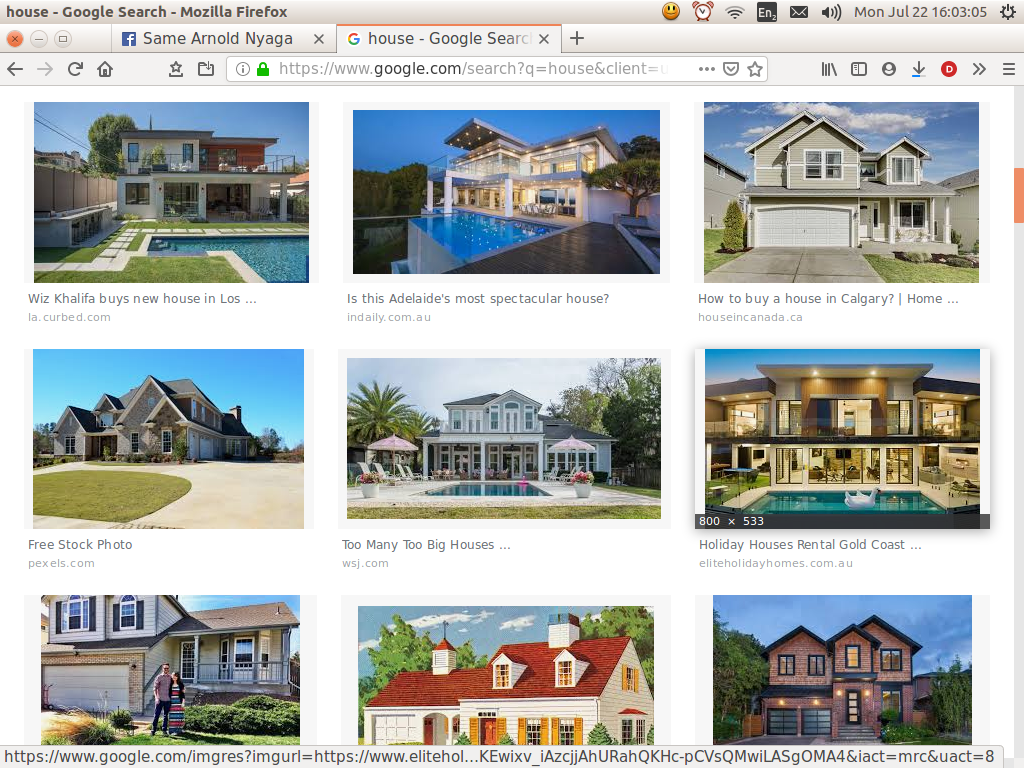 house - Google Search - Mozilla Firefox
En2
Mon Jul 22 16:03:05
Same Arnold Nyaga
house - Google Searc
https://www.google.com/search?q=house&client=u
D
Wiz Khalifa buys new house in Los ...
la.curbed.com
Is this Adelaide's most spectacular house?
indaily.com.au
How to buy a house in Calgary? | Home ...
houseincanada.ca
800 × 533
Free Stock Photo
pexels.com
Too Many Too Big Houses ...
wsj.com
Holiday Houses Rental Gold Coast ...
eliteholidayhomes.com.au
https://www.google.com/imgres?imgurl=https://www.elitehol...KEwixv_iAzcjjAhURahQKHc-pCVsQMwiLASgOMA4&iact=mrc&uact=8